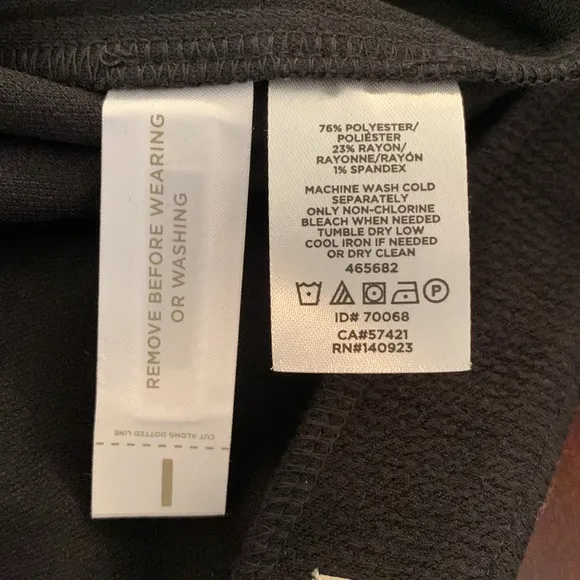 REMOVE BEFORE WEARING
OR WASHING
CUT ALONG DOTTED LINE
76% POLYESTER/
POLIÉSTER
23% RAYON/
RAYONNE/RAYÓN
1% SPANDEX
MACHINE WASH COLD
SEPARATELY
ONLY NON-CHLORINE
BLEACH WHEN NEEDED
TUMBLE DRY LOW
COOL IRON IF NEEDED
OR DRY CLEAN
465682
P
ID# 70068
CA#57421
RN#140923